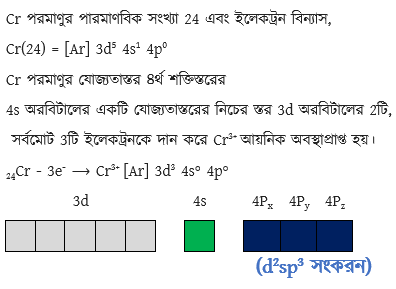 Cr পরমাণুর পারমাণবিক সংখ্যা 24 এবং ইলেকট্রন বিন্যাস,
Cr(24) = [Ar] 3d⁵ 4s¹ 4p⁰
Cr পরমাণুর যোজ্যতাস্তরের ৪র্থ শক্তিস্তরের
4s অরবিটালের একটি যোজ্যতাস্তরের নিচের স্তর 3d অরবিটালের 2টি,
সর্বমোট 3টি ইলেকট্রনকে দান করে Cr³⁺ আয়নিক অবস্থাপ্রাপ্ত হয়।
₂₄Cr - 3e⁻ ⟶ Cr³⁺ [Ar] 3d³ 4s⁰ 4p⁰
3d 4s 4Pₓ 4Pᵧ 4P_z
(d²sp³ সংকরন)